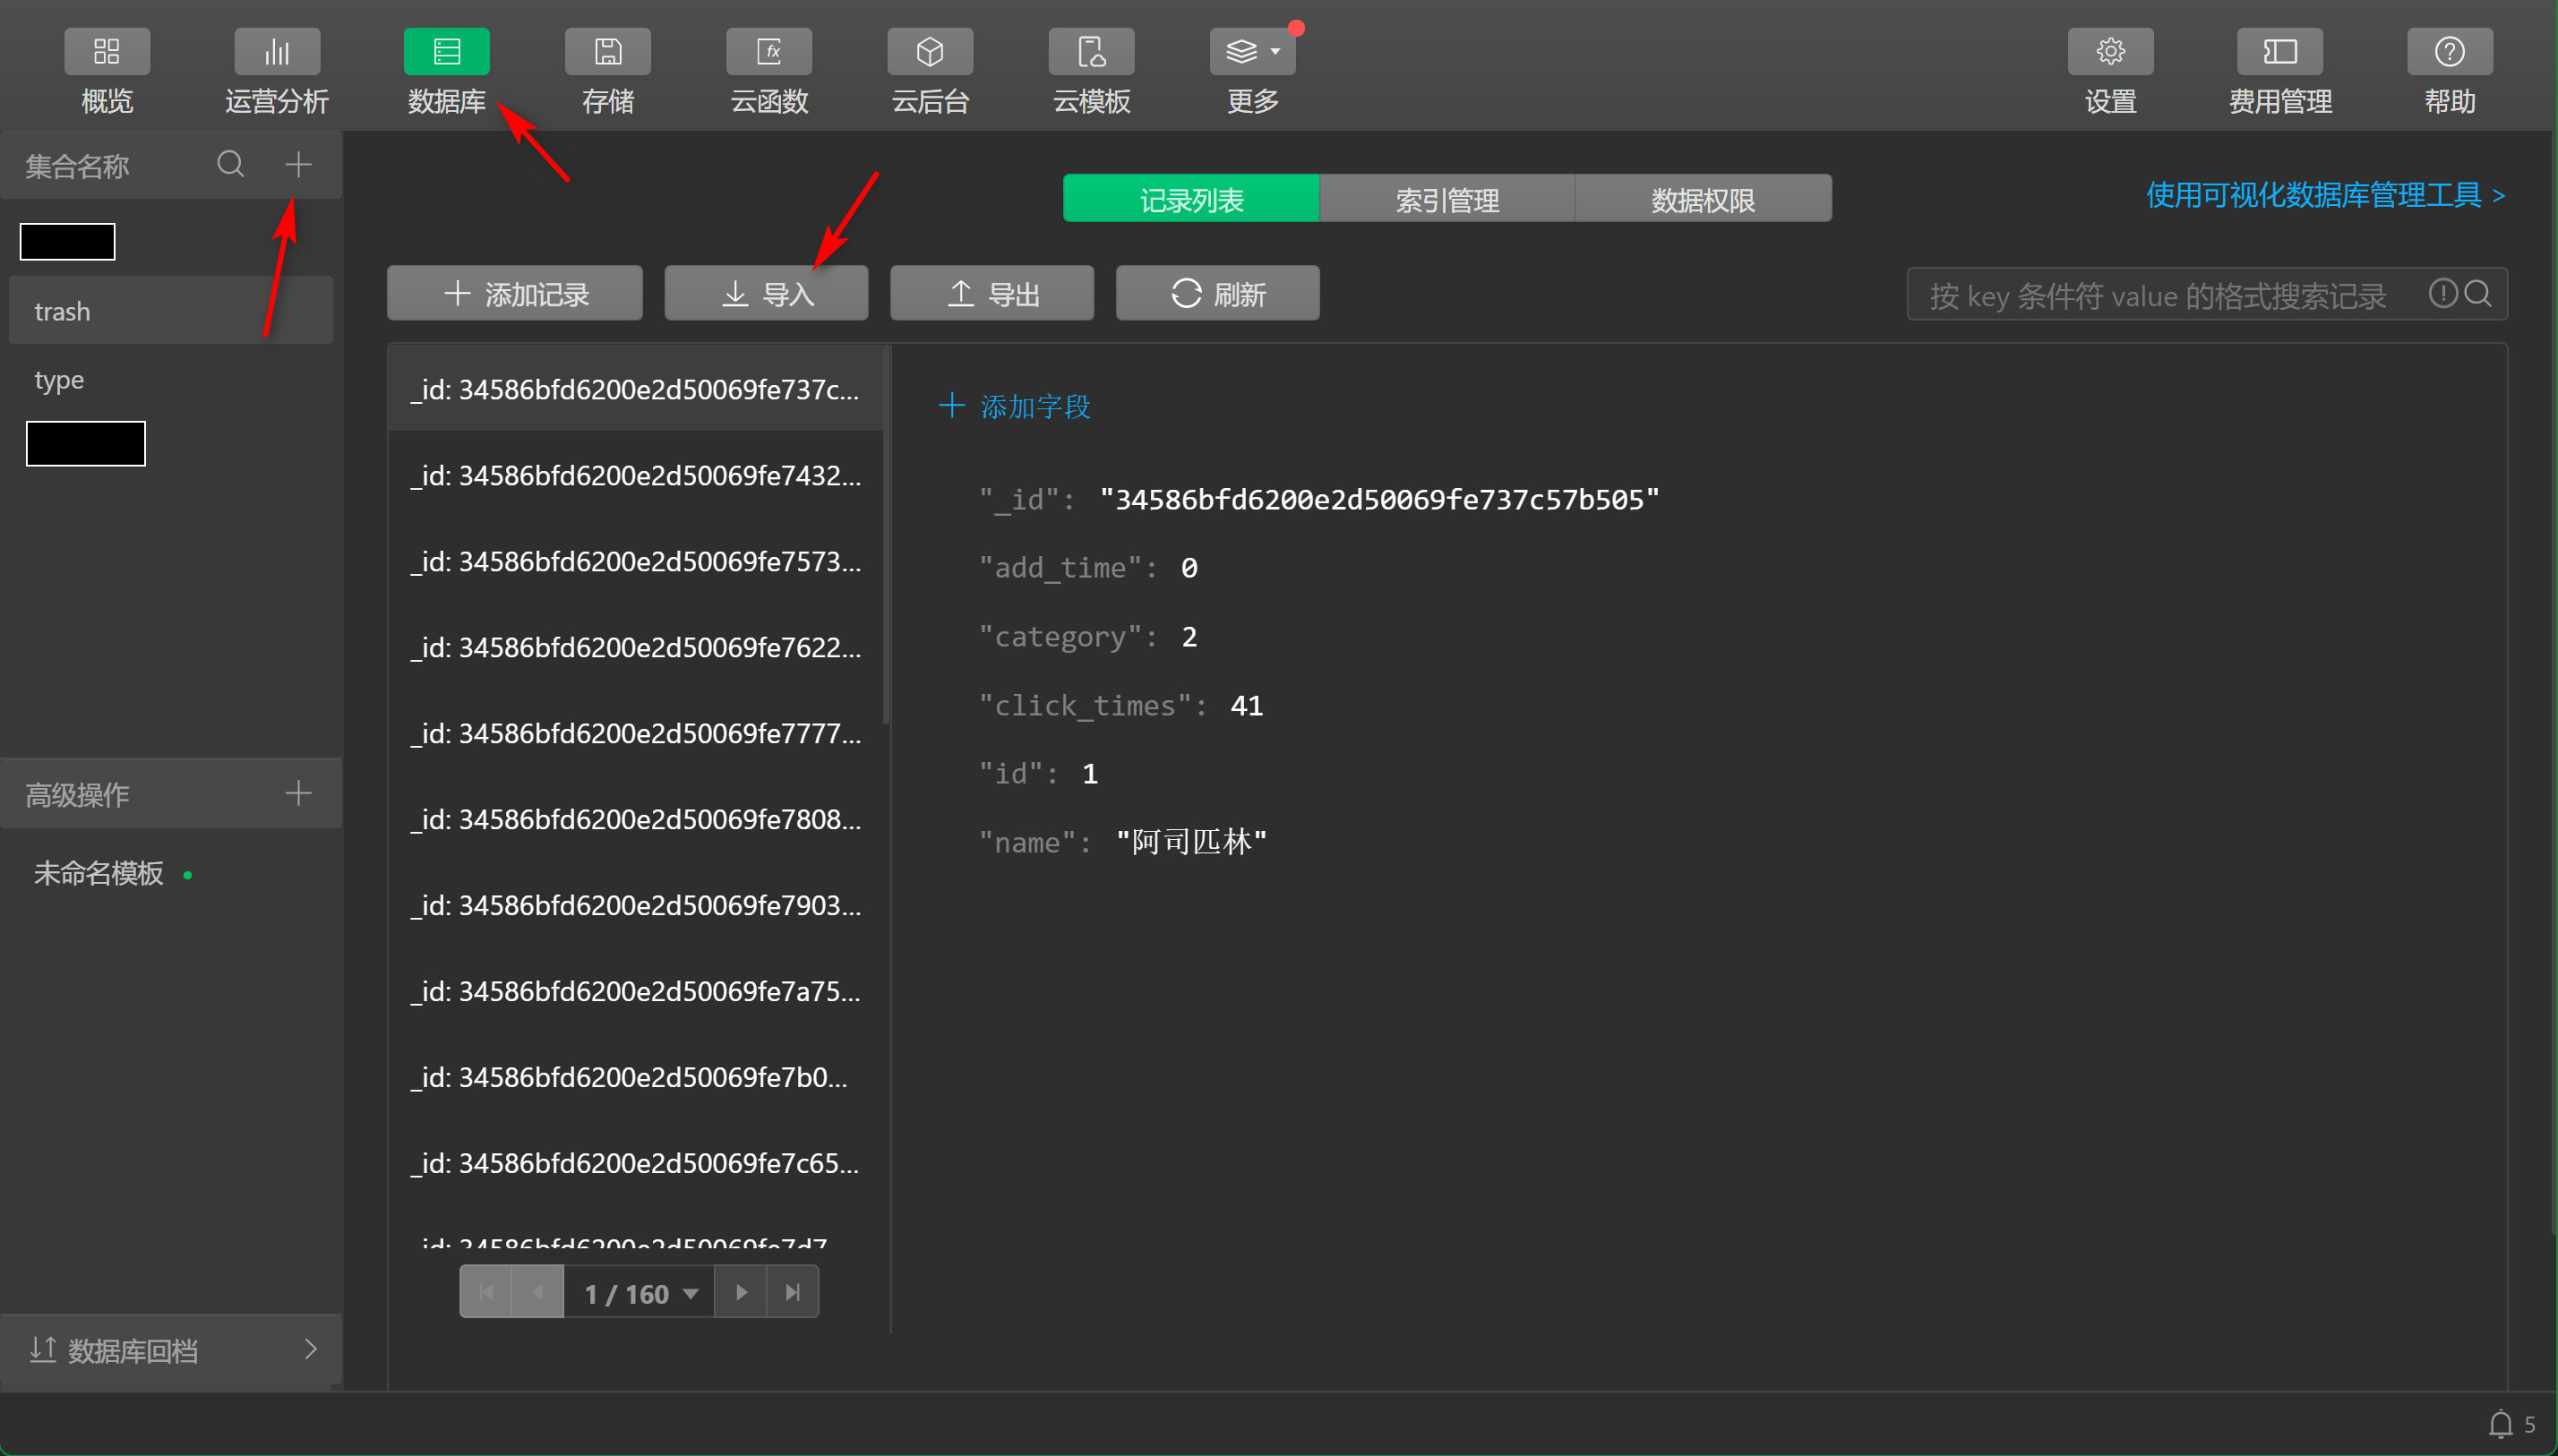 概览
运营分析
数据库
存储
云函数
云后台
云模板
更多
设置
费用管理
帮助
集合名称
trash
type
高级操作
未命名模板
数据库回档
记录列表
索引管理
数据权限
使用可视化数据库管理工具 >
添加记录
导入
导出
刷新
按 key 条件符 value 的格式搜索记录
_id: 34586bfd6200e2d50069fe737c...
_id: 34586bfd6200e2d50069fe7432...
_id: 34586bfd6200e2d50069fe7573...
_id: 34586bfd6200e2d50069fe7622...
_id: 34586bfd6200e2d50069fe7777...
_id: 34586bfd6200e2d50069fe7808...
_id: 34586bfd6200e2d50069fe7903...
_id: 34586bfd6200e2d50069fe7a75...
_id: 34586bfd6200e2d50069fe7b0...
_id: 34586bfd6200e2d50069fe7c65...
_id: 34586bfd6200e2d50069fe7d7
1 / 160
添加字段
"_id": "34586bfd6200e2d50069fe737c57b505"
"add_time": 0
"category": 2
"click_times": 41
"id": 1
"name": "阿司匹林"
5